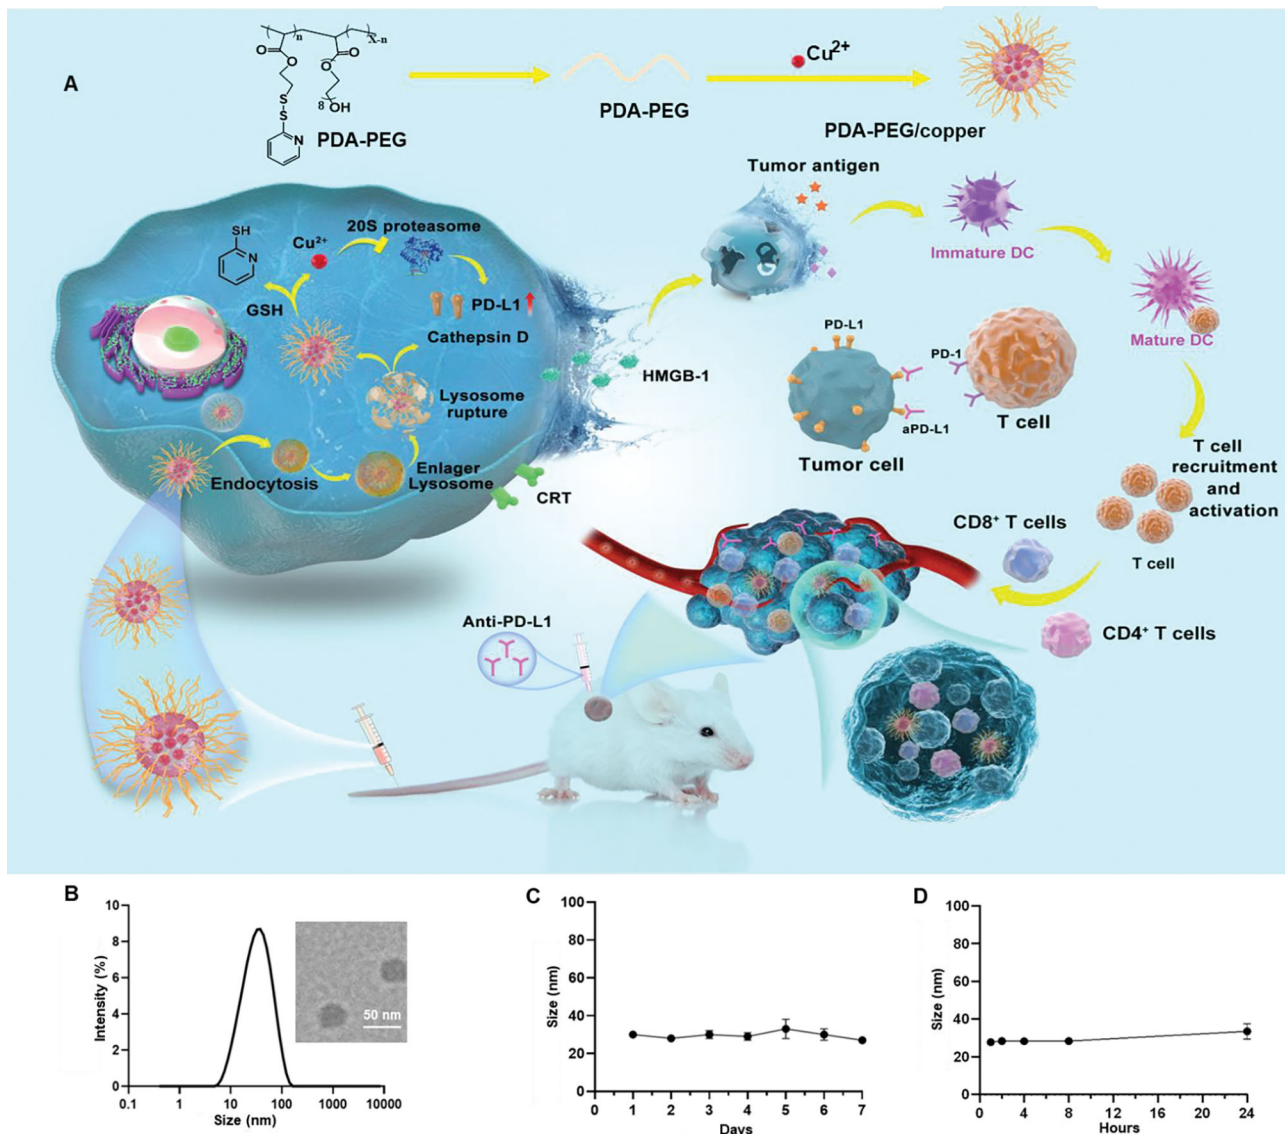 A
n
X-n
O
O
O
O
8
OH
S
S
N
PDA-PEG
PDA-PEG
Cu2+
PDA-PEG/copper
Tumor antigen
Immature DC
Mature DC
SH
N
Cu2+
20S proteasome
GSH
PD-L1
Cathepsin D
Lysosome
rupture
HMGB-1
Endocytosis
Enlager
Lysosome
CRT
PD-L1
PD-1
aPD-L1
T cell
Tumor cell
T cell
recruitment
and
activation
T cell
CD8+ T cells
CD4+ T cells
Anti-PD-L1
B
Intensity (%)
10
8
6
4
2
0
0.1
1
10
100
1000
10000
Size (nm)
50 nm
C
Size (nm)
100
80
60
40
20
0
0
1
2
3
4
5
6
7
Days
D
Size (nm)
100
80
60
40
20
0
0
4
8
12
16
20
24
Hours